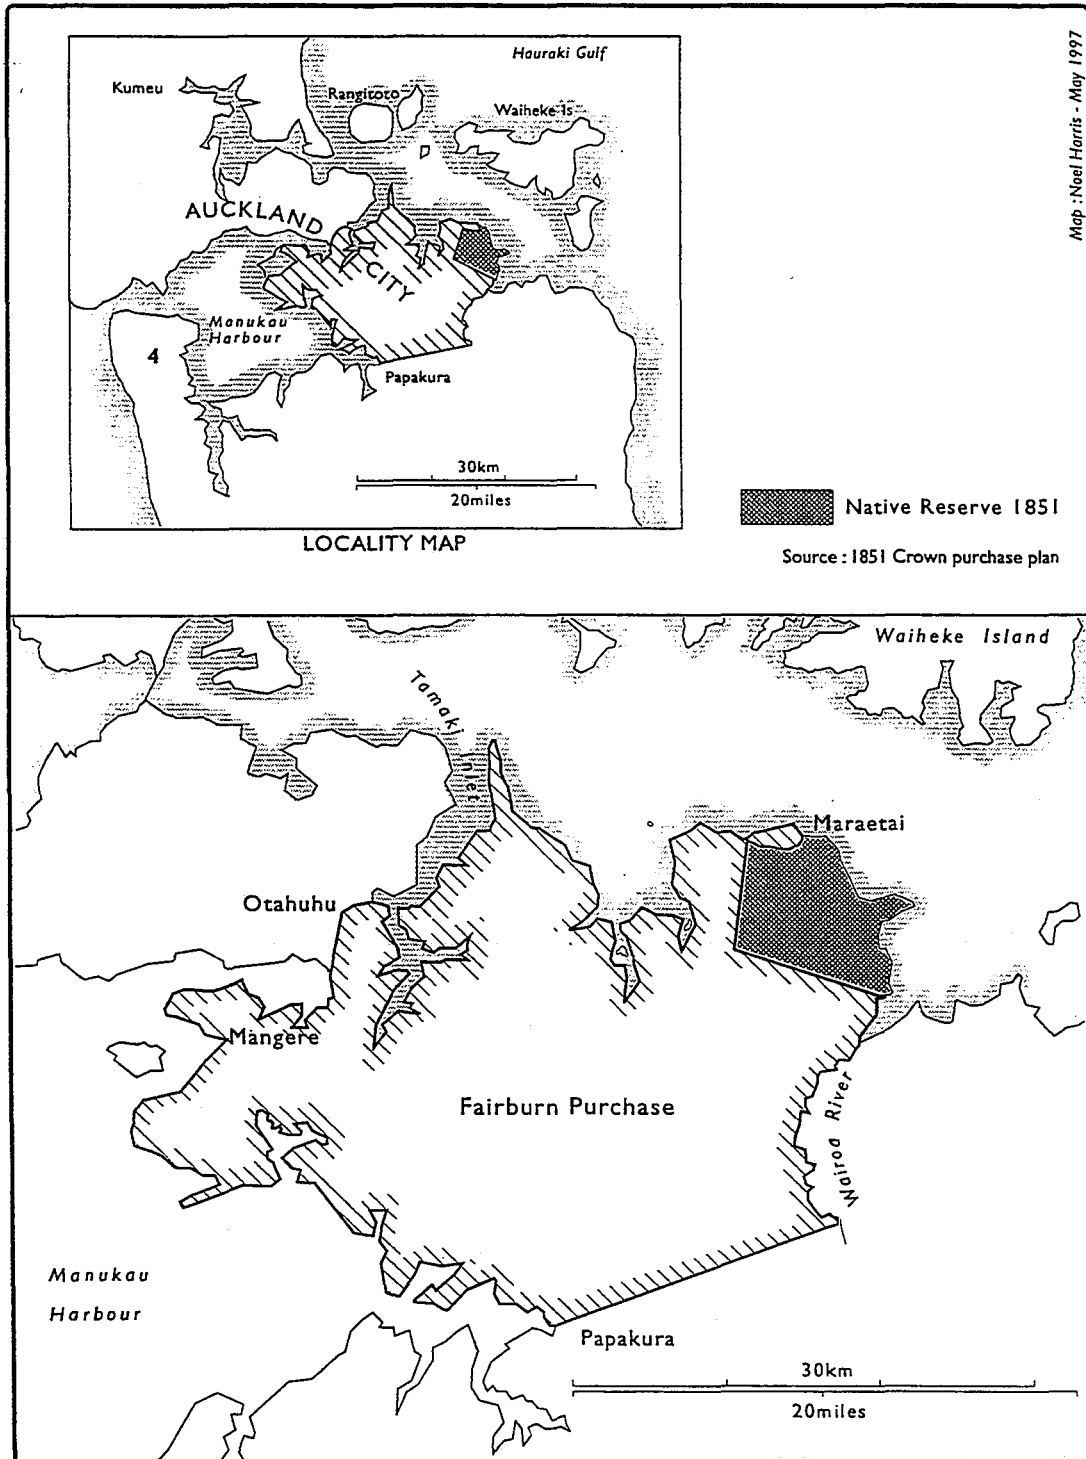 Hauraki Gulf
Kumeu
Rangitoto
Waiheke Is
AUCKLAND
CITY
Manukau
Harbour
4
Papakura
30km
20miles
LOCALITY MAP
Map : Noel Harris - May 1997
Native Reserve 1851
Source : 1851 Crown purchase plan
Waiheke Island
Tamaki Inlet
Maraetai
Otahuhu
Mangere
Fairburn Purchase
Wairoa River
Manukau
Harbour
Papakura
30km
20miles